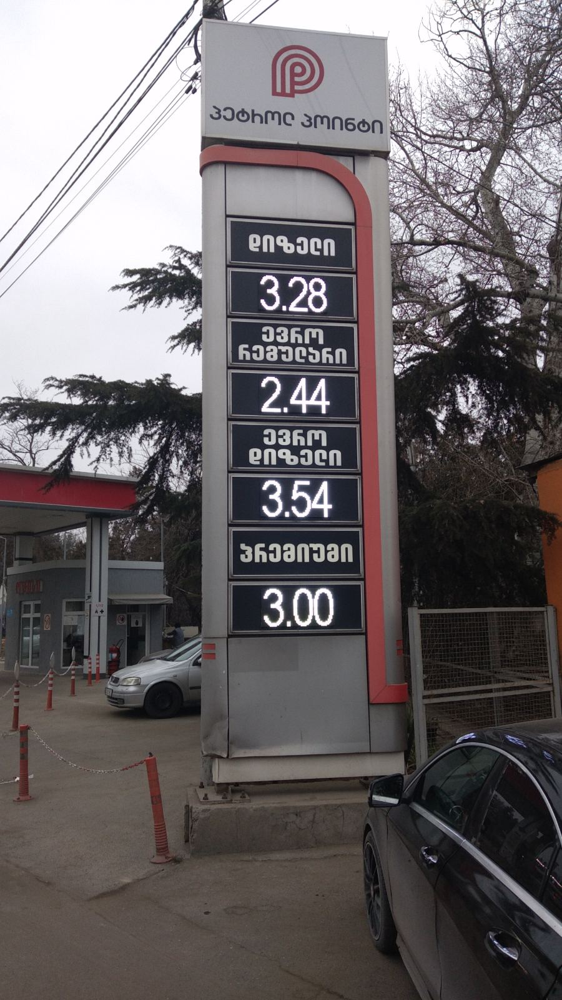 პეტროლ პოინტი
დიზელი
3.28
ევრო
რეგულარი
2.44
ევრო
დიზელი
3.54
პრემიუმი
3.00